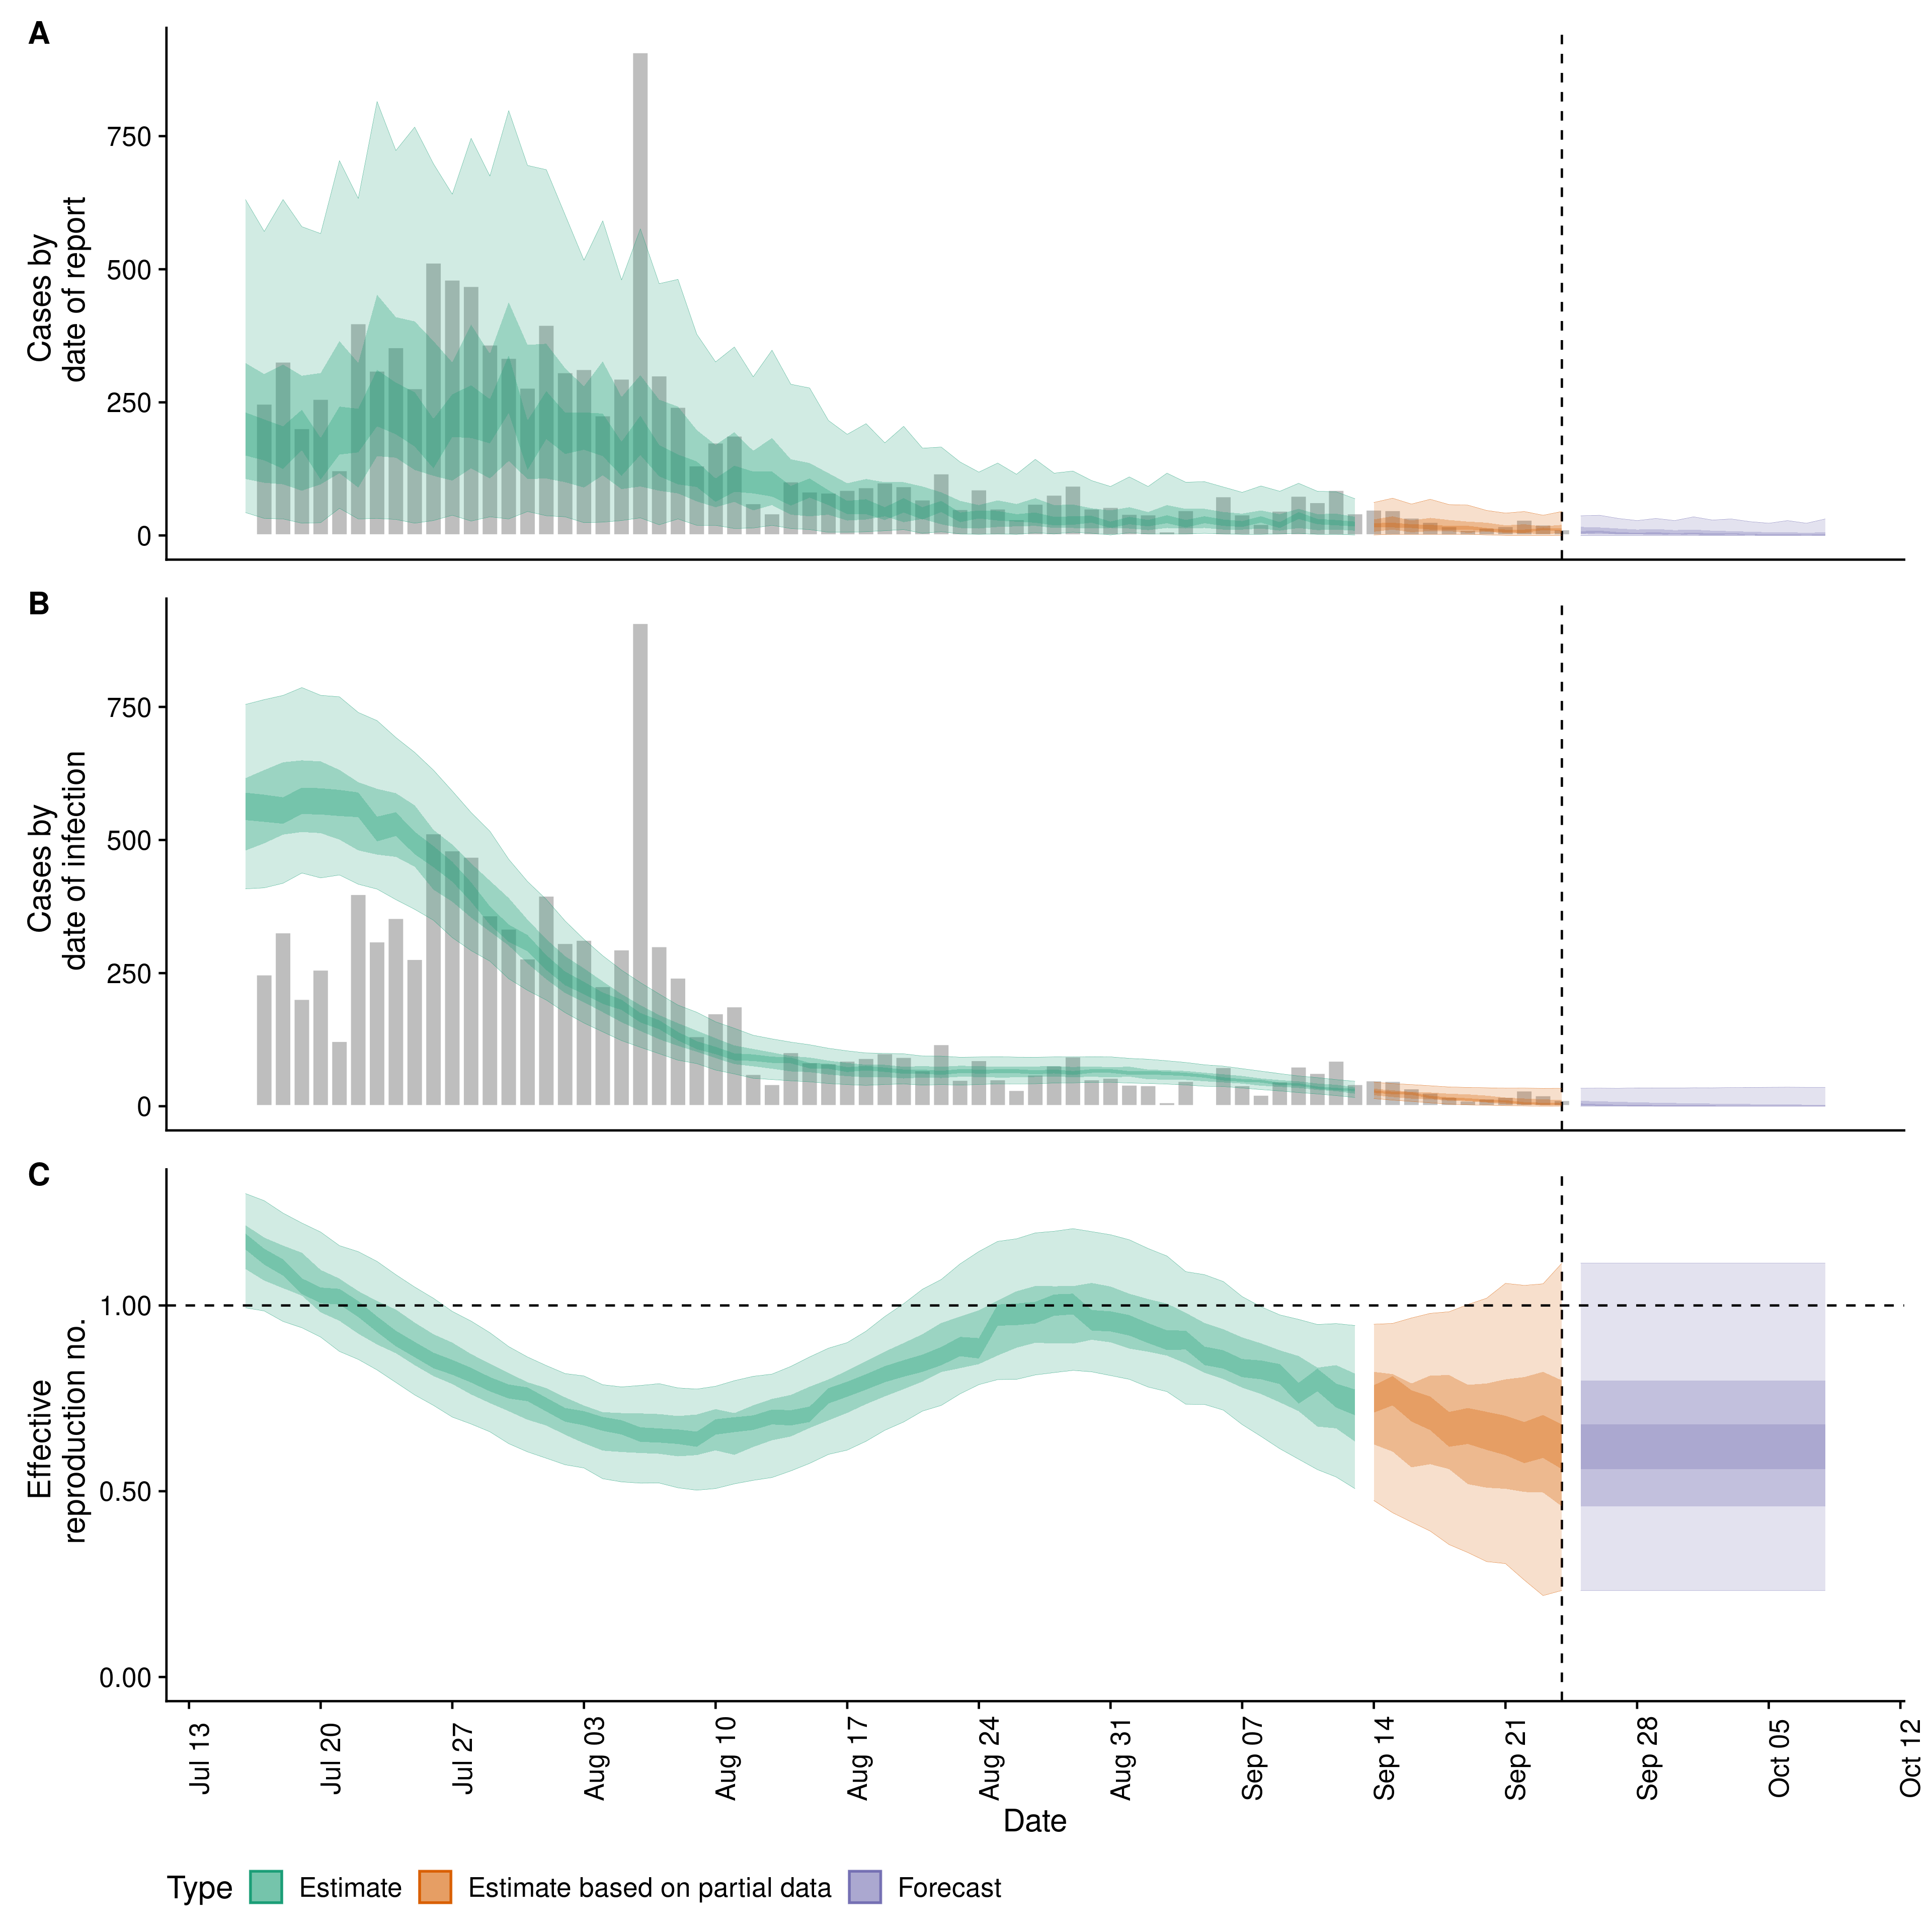 A
Cases by
date of report
750
500
250
0
B
Cases by
date of infection
750
500
250
0
C
Effective
reproduction no.
1.00
0.50
0.00
Jul 13
Jul 20
Jul 27
Aug 03
Aug 10
Aug 17
Aug 24
Aug 31
Sep 07
Sep 14
Sep 21
Sep 28
Oct 05
Oct 12
Date
Type Estimate Estimate based on partial data Forecast